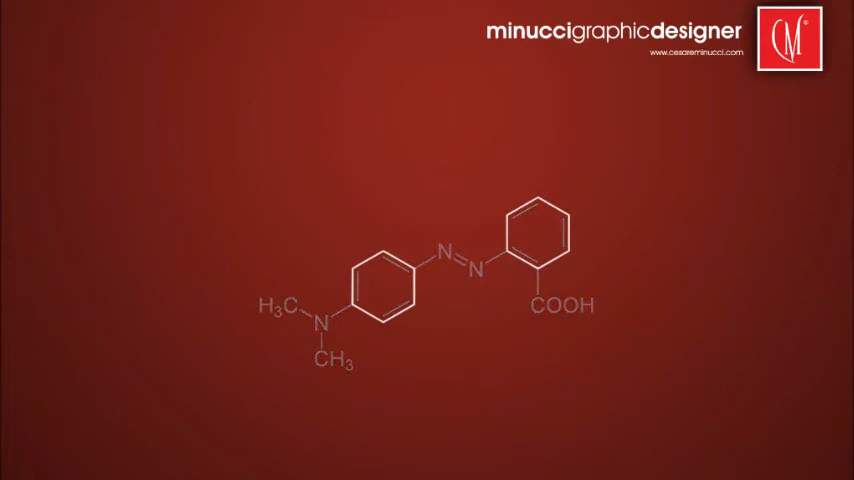 minuccigraphicdesigner
www.cesareminucci.com
CM®
N
N
H₃C
COOH
N
CH₃